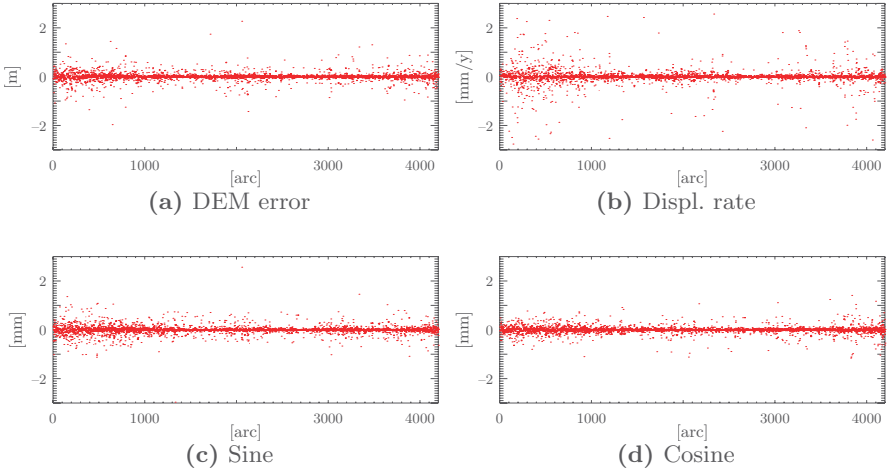 2
0
−2
[m]
0 1000 3000 4000
[arc]
(a) DEM error
2
0
−2
[mm/y]
0 1000 3000 4000
[arc]
(b) Displ. rate
2
0
−2
[mm]
0 1000 3000 4000
[arc]
(c) Sine
2
0
−2
[mm]
0 1000 3000 4000
[arc]
(d) Cosine